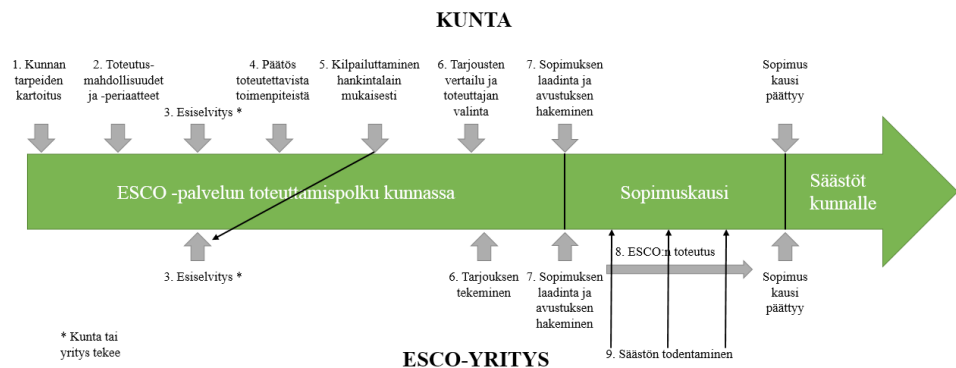 KUNTA
1. Kunnan
tarpeiden
kartoitus
2. Toteutus-
mahdollisuudet
ja -periaatteet
3. Esiselvitys *
4. Päätös
toteutettavista
toimenpiteistä
5. Kilpailuttaminen
hankintalain
mukaisesti
6. Tarjousten
vertailu ja
toteuttajan
valinta
7. Sopimuksen
laadinta ja
avustuksen
hakeminen
Sopimus
kausi
päättyy
ESCO -palvelun toteuttamispolku kunnassa
Sopimuskausi
Säästöt
kunnalle
3. Esiselvitys *
6. Tarjouksen
tekeminen
7. Sopimuksen
laadinta ja
avustuksen
hakeminen
8. ESCO:n toteutus
9. Säästön todentaminen
Sopimus
kausi
päättyy
* Kunta tai
yritys tekee
ESCO-YRITYS